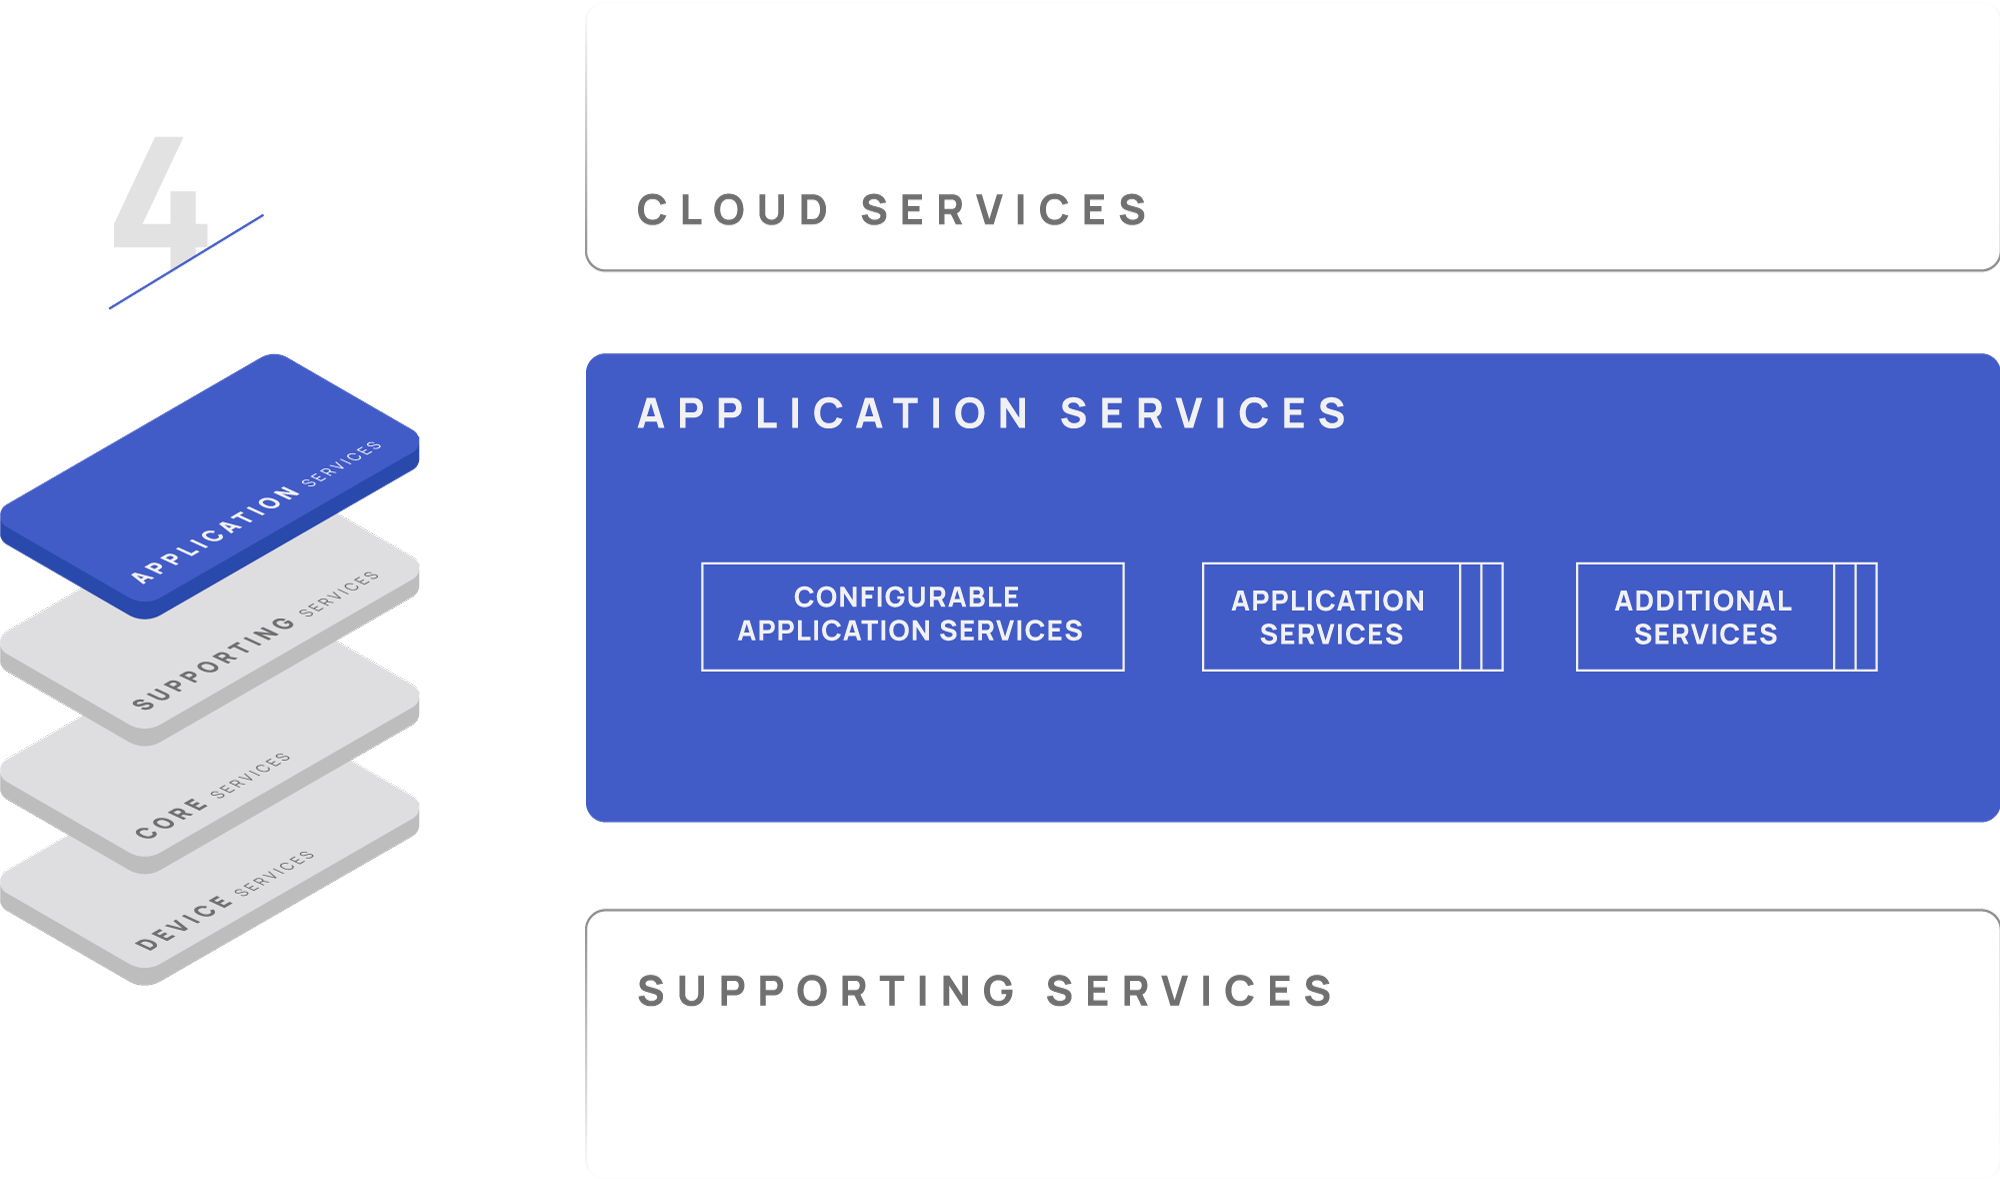 4
APPLICATION SERVICES
SUPPORTING SERVICES
CORE SERVICES
DEVICE SERVICES
CLOUD SERVICES
APPLICATION SERVICES
CONFIGURABLE
APPLICATION SERVICES
APPLICATION
SERVICES
ADDITIONAL
SERVICES
SUPPORTING SERVICES